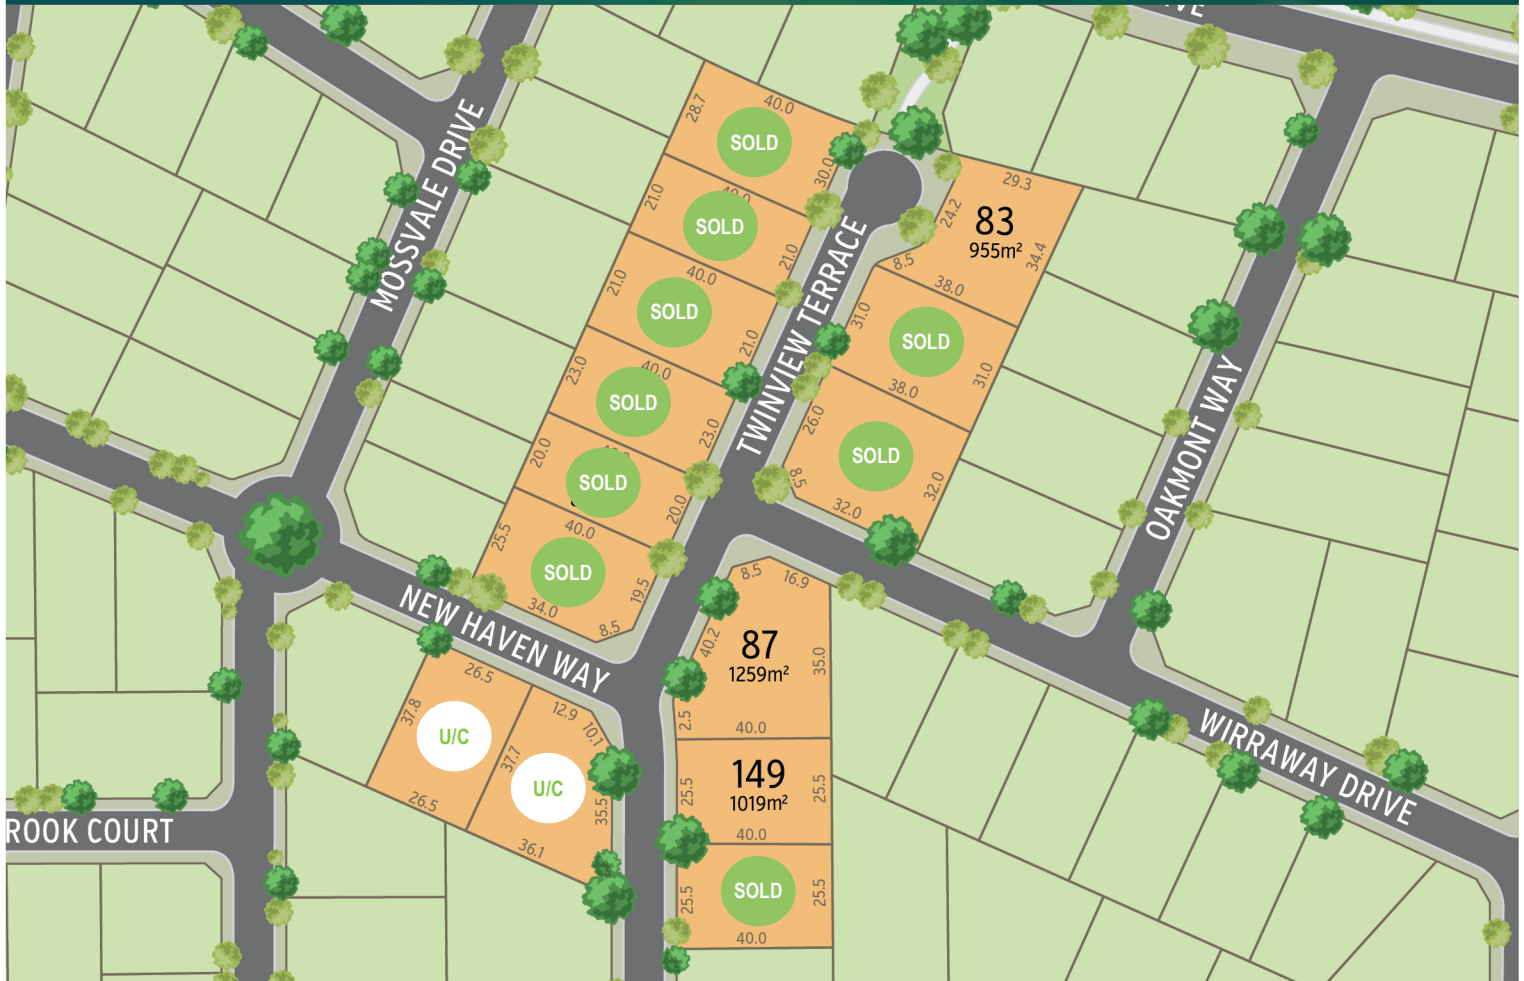 VE
MOSSVALE DRIVE
28.7
40.0
SOLD
30.0
21.0
40.0
SOLD
21.0
21.0
40.0
SOLD
21.0
23.0
40.0
SOLD
23.0
20.0
SOLD
20.0
25.5
40.0
SOLD
19.5
34.0
8.5
TWINVIEW TERRACE
29.3
24.2
83
955m²
34.4
8.5
38.0
31.0
SOLD
31.0
38.0
26.0
SOLD
8.5
32.0
32.0
OAKMONT WAY
NEW HAVEN WAY
26.5
37.8
U/C
26.5
12.9
10.1
37.7
U/C
35.5
36.1
8.5
16.9
40.2
87
1259m²
35.0
2.5
40.0
25.5
149
1019m²
25.5
40.0
25.5
SOLD
25.5
40.0
WIRRAWAY DRIVE
ROOK COURT